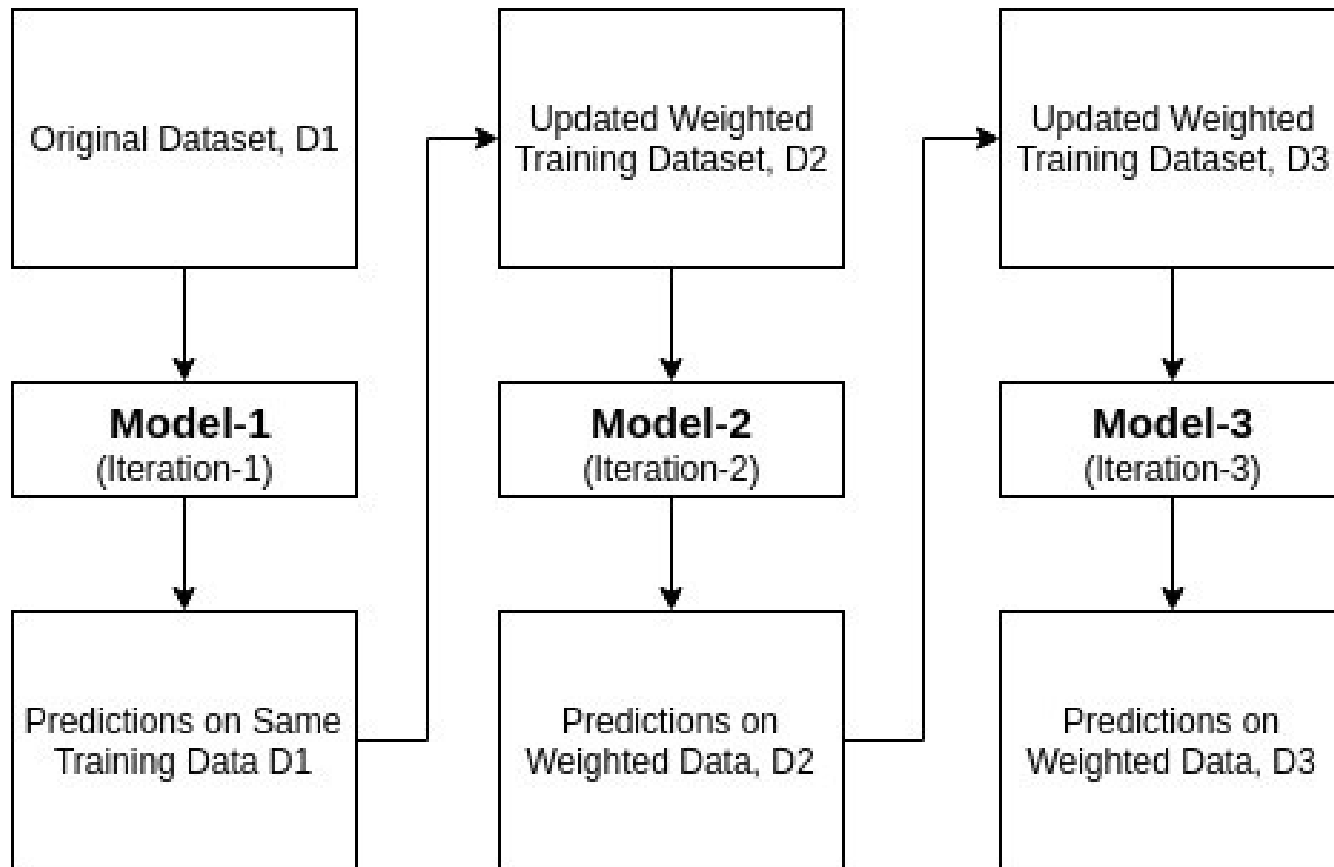 Original Dataset, D1
Model-1
(Iteration-1)
Predictions on Same
Training Data D1
Updated Weighted
Training Dataset, D2
Model-2
(Iteration-2)
Predictions on
Weighted Data, D2
Updated Weighted
Training Dataset, D3
Model-3
(Iteration-3)
Predictions on
Weighted Data, D3